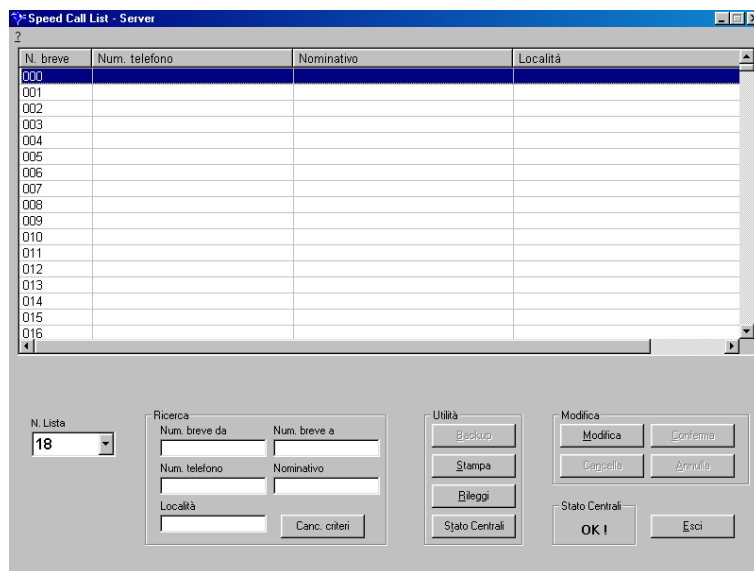 Speed Call List - Server
?
N. breve Num. telefono Nominativo Località
000
001
002
003
004
005
006
007
008
009
010
011
012
013
014
015
016
N. Lista
18
Ricerca
Num. breve da Num. breve a
Num. telefono Nominativo
Località
Canc. criteri
Utilità
Backup
Stampa
Rileggi
Stato Centrali
Modifica
Modifica Conferma
Cancella Annulla
Stato Centrali
OK !
Esci